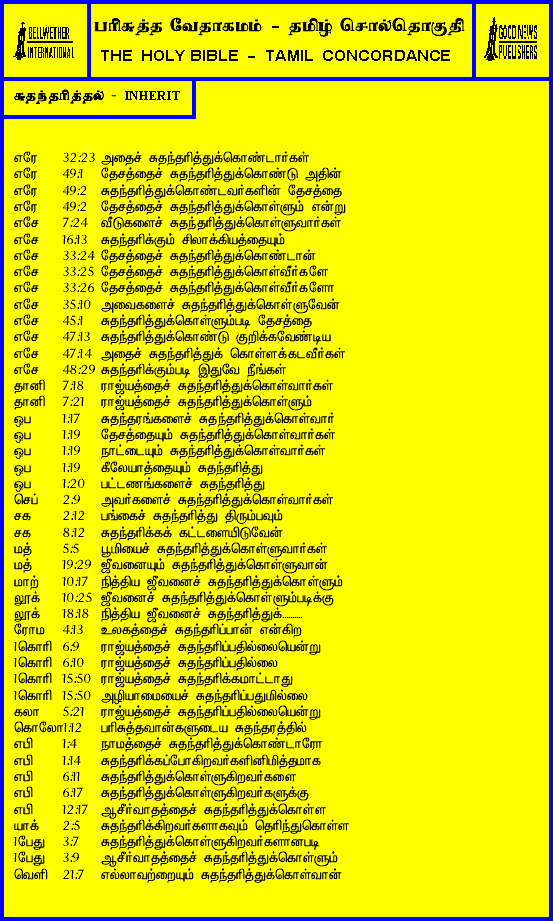 BELLWETHER
INTERNATIONAL
பரிசுத்த வேதாகமம் - தமிழ் சொல்தொகுதி
THE HOLY BIBLE - TAMIL CONCORDANCE
GOOD NEWS
PUBLISHERS
சுதந்தரித்தல் - INHERIT
எரே 32:23 அதைச் சுதந்தரித்துக்கொண்டார்கள்
எரே 49:1 தேசத்தைச் சுதந்தரித்துக்கொண்டு அதின்
எரே 49:2 சுதந்தரித்துக்கொண்டவர்களின் தேசத்தை
எரே 49:2 தேசத்தைச் சுதந்தரித்துக்கொள்ளும் என்று
எசே 7:24 வீடுகளைச் சுதந்தரித்துக்கொள்ளுவார்கள்
எசே 16:13 சுதந்தரிக்கும் சிலாக்கியத்தையும்
எசே 33:24 தேசத்தைச் சுதந்தரித்துக்கொண்டான்
எசே 33:25 தேசத்தைச் சுதந்தரித்துக்கொள்வீர்களே
எசே 33:26 தேசத்தைச் சுதந்தரித்துக்கொள்வீர்களோ
எசே 35:10 அவைகளைச் சுதந்தரித்துக்கொள்ளுவேன்
எசே 45:1 சுதந்தரித்துக்கொள்ளும்படி தேசத்தை
எசே 47:13 சுதந்தரித்துக்கொண்டு குறிக்கவேண்டிய
எசே 47:14 அதைச் சுதந்தரித்துக் கொள்ளக்கடவீர்கள்
எசே 48:29 சுதந்தரிக்கும்படி இதுவே நீங்கள்
தானி 7:18 ராஜ்யத்தைச் சுதந்தரித்துக்கொள்வார்கள்
தானி 7:21 ராஜ்யத்தைச் சுதந்தரித்துக்கொள்ளும்
ஒப 1:17 சுதந்தரங்களைச் சுதந்தரித்துக்கொள்வார்
ஒப 1:19 தேசத்தையும் சுதந்தரித்துக்கொள்வார்கள்
ஒப 1:19 நாட்டையும் சுதந்தரித்துக்கொள்வார்கள்
ஒப 1:19 கீலேயாத்தையும் சுதந்தரித்து
ஒப 1:20 பட்டணங்களைச் சுதந்தரித்து
செப் 2:9 அவர்களைச் சுதந்தரித்துக்கொள்வார்கள்
சக 2:12 பங்கைச் சுதந்தரித்து திரும்பவும்
சக 8:12 சுதந்தரிக்கக் கட்டளையிடுவேன்
மத் 5:5 பூமியைச் சுதந்தரித்துக்கொள்ளுவார்கள்
மத் 19:29 ஜீவனையும் சுதந்தரித்துக்கொள்ளுவான்
மாற் 10:17 நித்திய ஜீவனைச் சுதந்தரித்துக்கொள்ளும்
லூக் 10:25 ஜீவனைச் சுதந்தரித்துக்கொள்ளும்படிக்கு
லூக் 18:18 நித்திய ஜீவனைச் சுதந்தரித்துக்.........
ரோம 4:13 உலகத்தைச் சுதந்தரிப்பான் என்கிற
1கொரி 6:9 ராஜ்யத்தைச் சுதந்தரிப்பதில்லையென்று
1கொரி 6:10 ராஜ்யத்தைச் சுதந்தரிப்பதில்லை
1கொரி 15:50 ராஜ்யத்தைச் சுதந்தரிக்கமாட்டாது
1கொரி 15:50 அழியாமையைச் சுதந்தரிப்பதுமில்லை
கலா 5:21 ராஜ்யத்தைச் சுதந்தரிப்பதில்லையென்று
கொலோ1:12 பரிசுத்தவான்களுடைய சுதந்தரத்தில்
எபி 1:4 நாமத்தைச் சுதந்தரித்துக்கொண்டாரோ
எபி 1:14 சுதந்தரிக்கப்போகிறவர்களினிமித்தமாக
எபி 6:11 சுதந்தரித்துக்கொள்ளுகிறவர்களை
எபி 6:17 சுதந்தரித்துக்கொள்ளுகிறவர்களுக்கு
எபி 12:17 ஆசீர்வாதத்தைச் சுதந்தரித்துக்கொள்ள
யாக் 2:5 சுதந்தரிக்கிறவர்களாகவும் தெரிந்துகொள்ள
1பேது 3:7 சுதந்தரித்துக்கொள்ளுகிறவர்களானபடி
1பேது 3:9 ஆசீர்வாதத்தைச் சுதந்தரித்துக்கொள்ளும்
வெளி 21:7 எல்லாவற்றையும் சுதந்தரித்துக்கொள்வான்